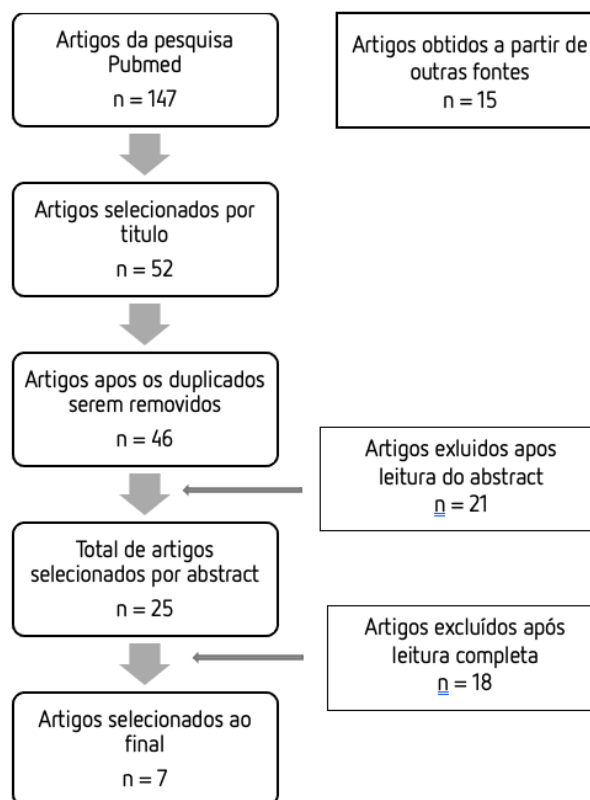 Artigos da pesquisa
Pubmed
n = 147
Artigos obtidos a partir de
outras fontes
n = 15
Artigos selecionados por
titulo
n = 52
Artigos apos os duplicados
serem removidos
n = 46
Artigos exluidos apos
leitura do abstract
n = 21
Total de artigos
selecionados por abstract
n = 25
Artigos excluídos após
leitura completa
n = 18
Artigos selecionados ao
final
n = 7